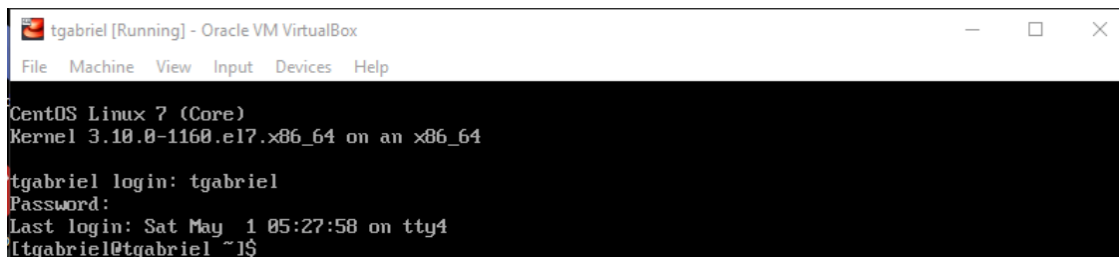 tgabriel [Running] - Oracle VM VirtualBox
File Machine View Input Devices Help
CentOS Linux 7 (Core)
Kernel 3.10.0-1160.el7.x86_64 on an x86_64
tgabriel login: tgabriel
Password:
Last login: Sat May  1 05:27:58 on tty4
[tgabriel@tgabriel ~]$